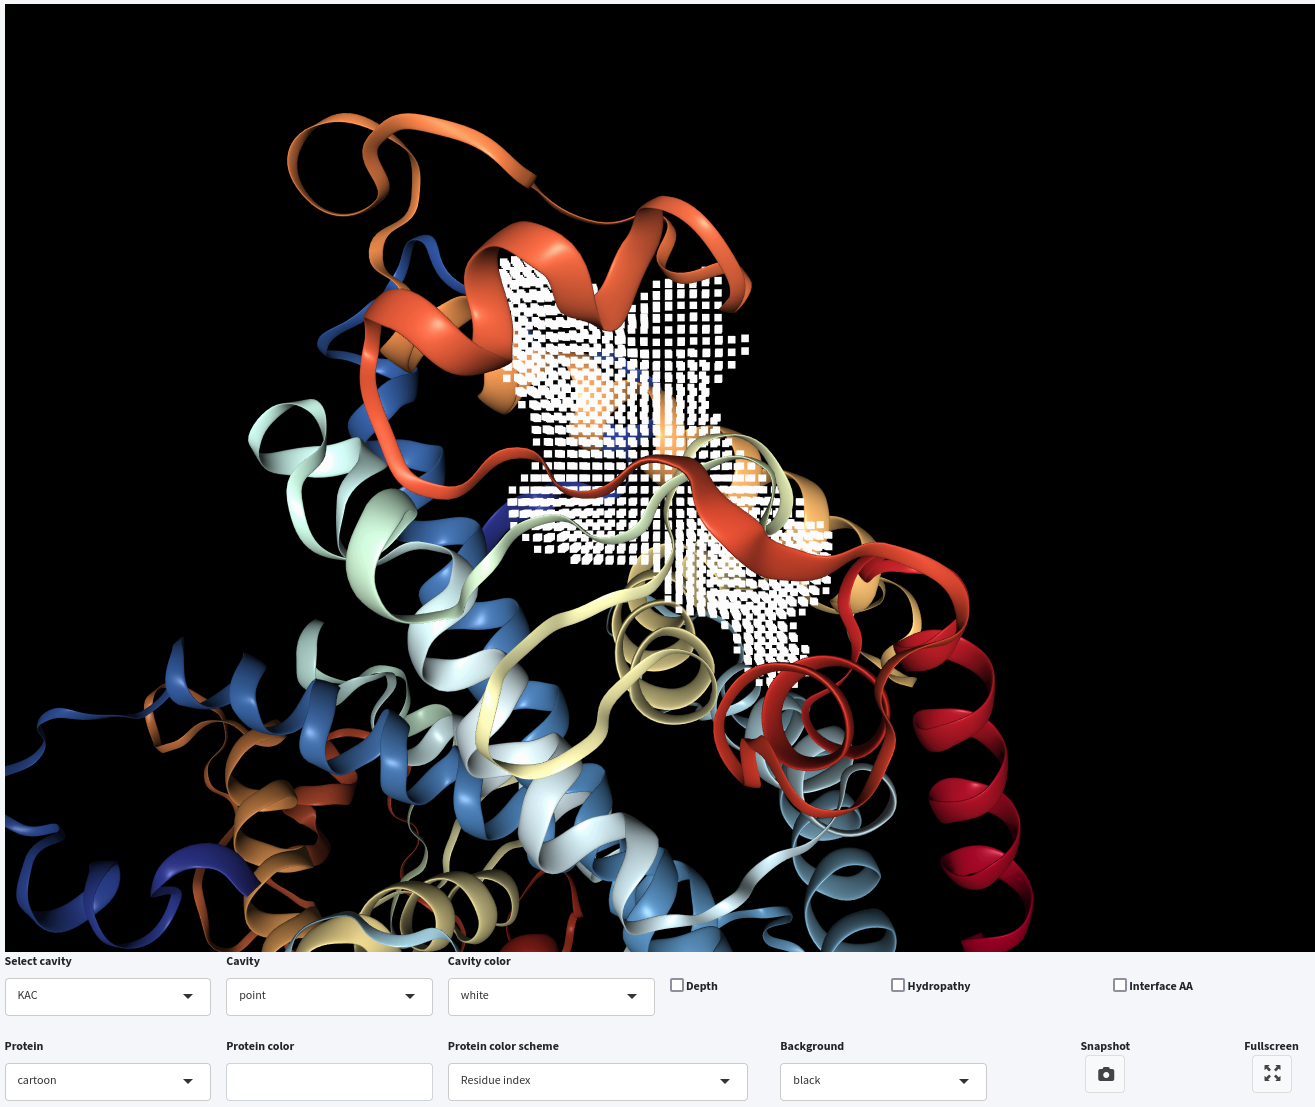 Select cavity
Cavity
Cavity color
KAC
point
white
Depth
Hydropathy
Interface AA
Protein
Protein color
Protein color scheme
Background
Snapshot
Fullscreen
cartoon
Residue index
black